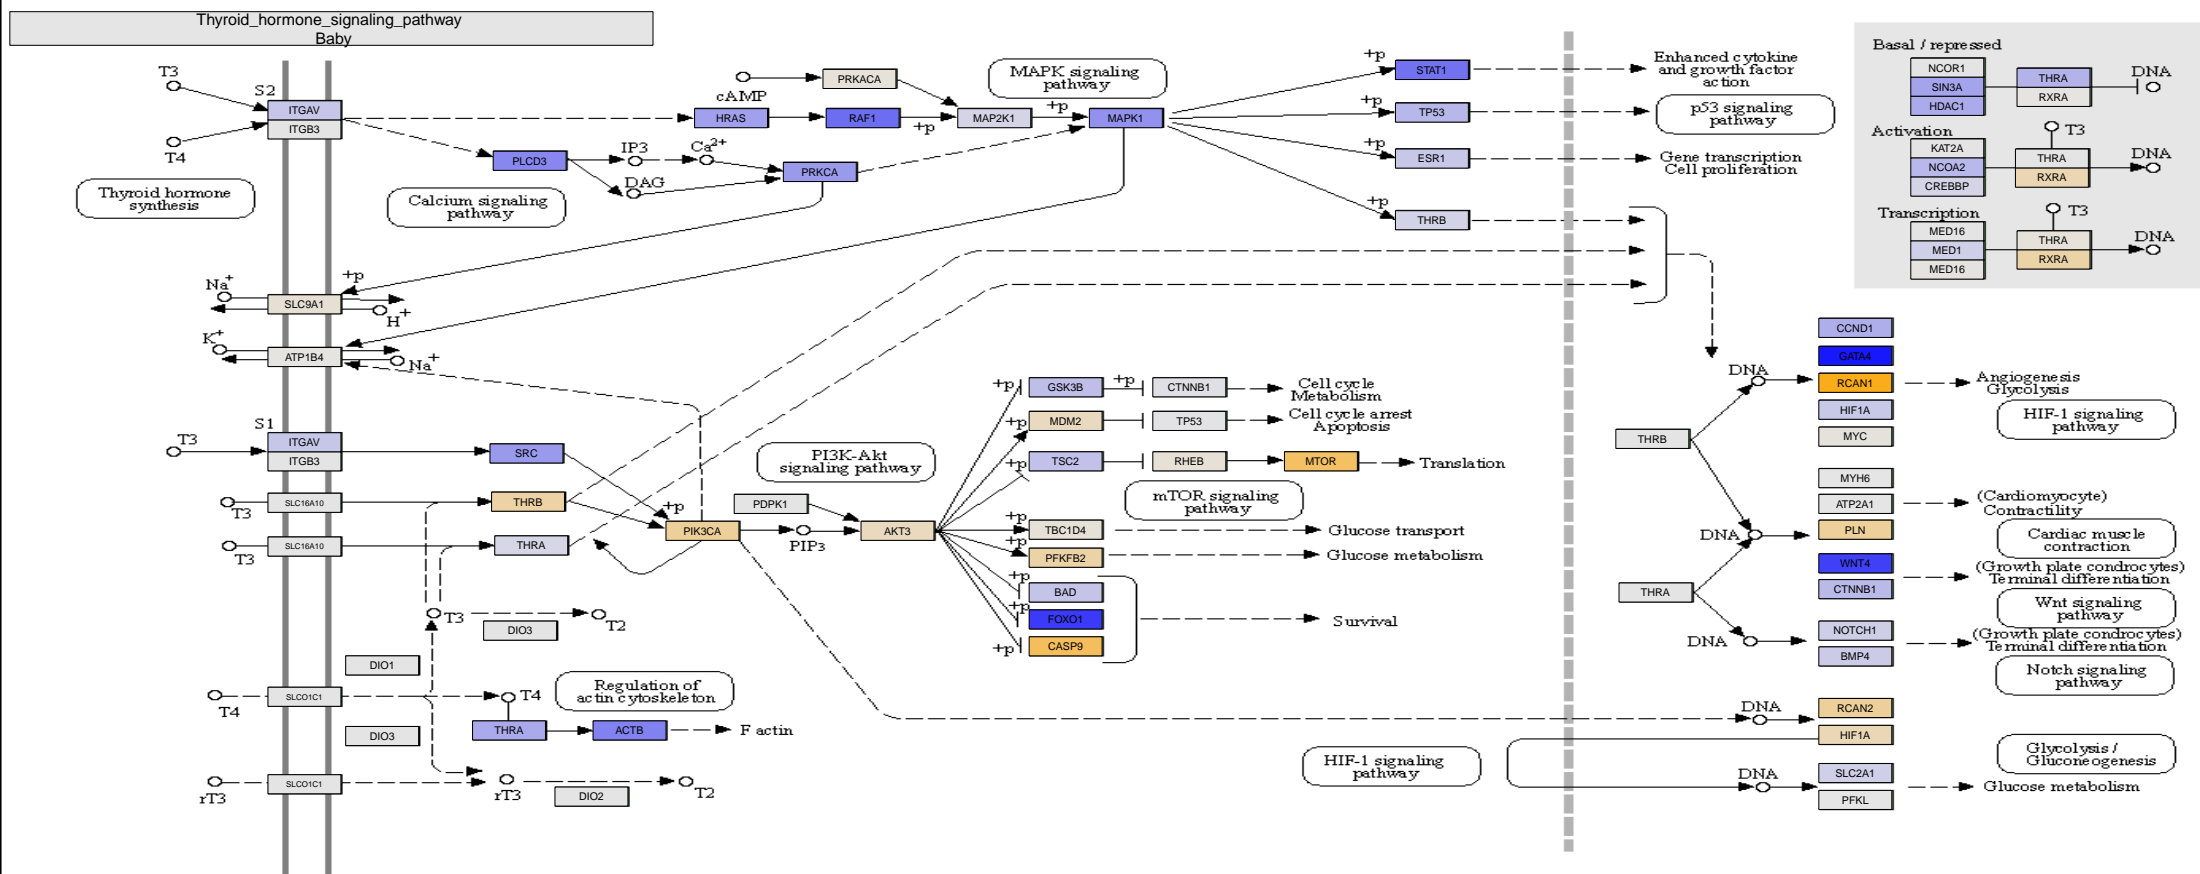 Thyroid_hormone_signaling_pathway
Baby
T3
S2
ITGAV
ITGB3
T4
Thyroid hormone
synthesis
PRKACA
cAMP
HRAS
RAF1
+p
MAP2K1
+p
MAPK signaling
pathway
MAPK1
PLCD3
IP3
Ca2+
DAG
PRKCA
Calcium signaling
pathway
+p
STAT1
Enhanced cytokine
and growth factor
action
+p
TP53
p53 signaling
pathway
+p
ESR1
Gene transcription
Cell proliferation
+p
THRB
Basal / repressed
NCOR1
SIN3A
HDAC1
THRA
RXRA
DNA
Activation
KAT2A
NCOA2
CREBBP
T3
THRA
RXRA
DNA
Transcription
MED16
MED1
MED16
T3
THRA
RXRA
DNA
Na+
+p
SLC9A1
H+
K+
ATP1B4
Na+
S1
T3
ITGAV
ITGB3
SRC
T3
SLC16A10
THRB
T3
SLC16A10
THRA
+p
PIK3CA
PIP3
PDPK1
AKT3
PI3K-Akt
signaling pathway
+p
GSK3B
+p
CTNNB1
Cell cycle
Metabolism
+p
MDM2
TP53
Cell cycle arrest
Apoptosis
+p
TSC2
RHEB
MTOR
Translation
mTOR signaling
pathway
+p
TBC1D4
Glucose transport
+p
PFKFB2
Glucose metabolism
+p
BAD
+p
FOXO1
Survival
+p
CASP9
T3
T2
DIO3
DIO1
T4
SLCO1C1
T4
Regulation of
actin cytoskeleton
THRA
ACTB
F actin
DIO3
rT3
SLCO1C1
rT3
DIO2
T2
THRB
THRA
DNA
CCND1
GATA4
RCAN1
HIF1A
MYC
Angiogenesis
Glycolysis
HIF-1 signaling
pathway
DNA
MYH6
ATP2A1
PLN
(Cardiomyocyte)
Contractility
Cardiac muscle
contraction
WNT4
CTNNB1
(Growth plate condrocytes)
Terminal differentiation
Wnt signaling
pathway
DNA
NOTCH1
BMP4
(Growth plate condrocytes)
Terminal differentiation
Notch signaling
pathway
DNA
RCAN2
HIF1A
HIF-1 signaling
pathway
Glycolysis /
Gluconeogenesis
DNA
SLC2A1
PFKL
Glucose metabolism